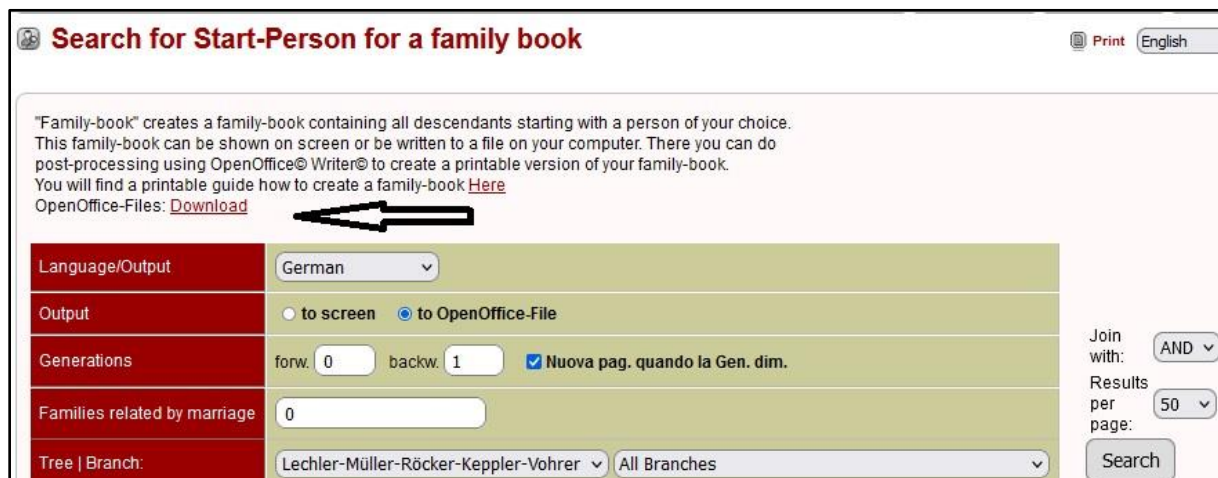 Search for Start-Person for a family book
Print English
"Family-book" creates a family-book containing all descendants starting with a person of your choice.
This family-book can be shown on screen or be written to a file on your computer. There you can do
post-processing using OpenOffice© Writer© to create a printable version of your family-book.
You will find a printable guide how to create a family-book Here
OpenOffice-Files: Download
Language/Output German
Output to screen to OpenOffice-File
Generations forw. 0 backw. 1 Nuova pag. quando la Gen. dim.
Families related by marriage 0
Tree | Branch: Lechler-Müller-Röcker-Keppler-Vohrer All Branches
Join
with: AND
Results
per
page: 50
Search